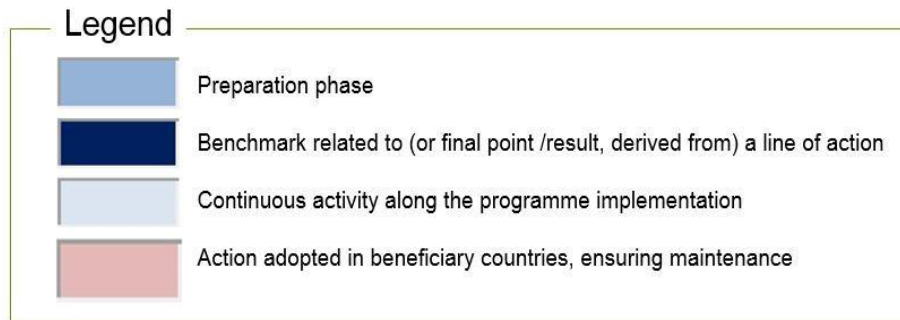 Legend
Preparation phase
Benchmark related to (or final point /result, derived from) a line of action
Continuous activity along the programme implementation
Action adopted in beneficiary countries, ensuring maintenance